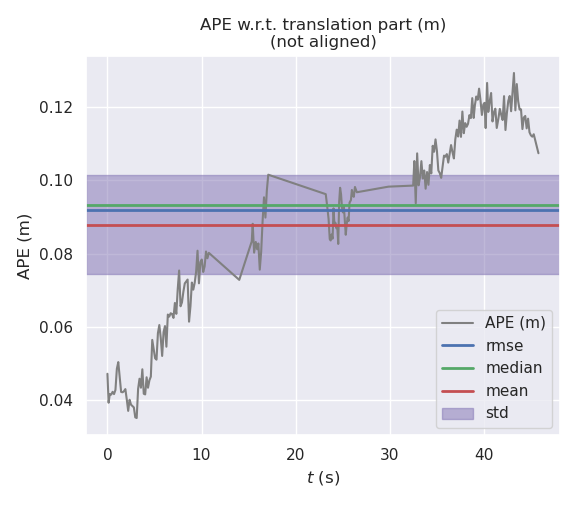 APE w.r.t. translation part (m)
(not aligned)
APE (m)
0.12
0.10
0.08
0.06
0.04
0 10 20 30 40
t (s)
APE (m)
rmse
median
mean
std